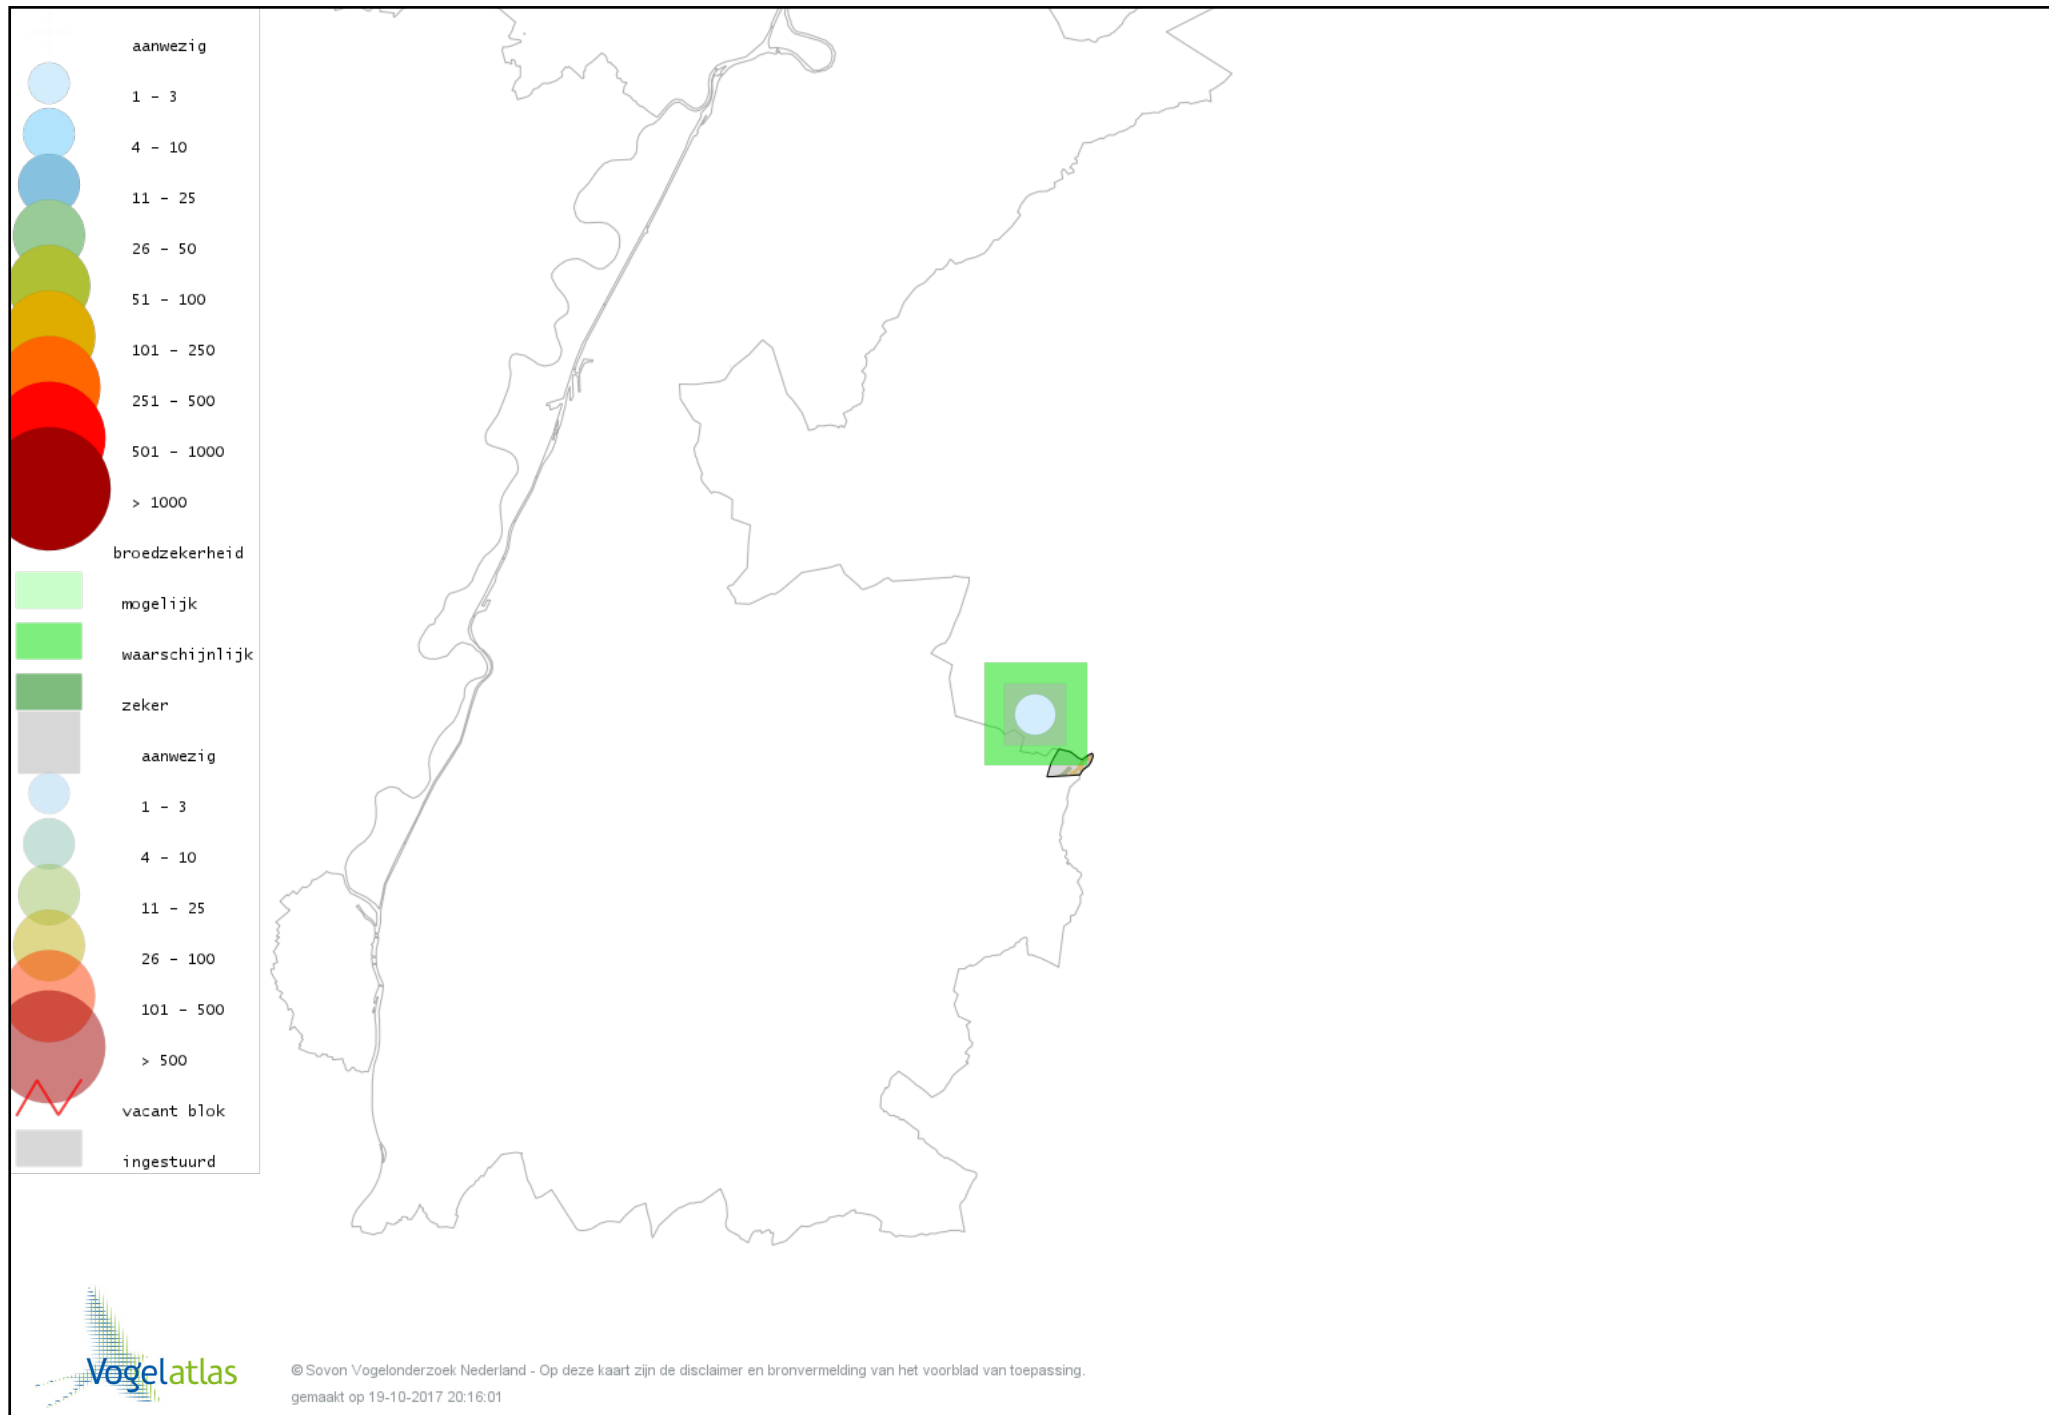 aanwezig
1 - 3
4 - 10
11 - 25
26 - 50
51 - 100
101 - 250
251 - 500
501 - 1000
> 1000
broedzekerheid
mogelijk
waarschijnlijk
zeker
aanwezig
1 - 3
4 - 10
11 - 25
26 - 100
101 - 500
> 500
vacant blok
ingestuurd
Vogelatlas
© Sovon Vogelonderzoek Nederland - Op deze kaart zijn de disclaimer en bronvermelding van het voorblad van toepassing.
gemaakt op 19-10-2017 20:16:01